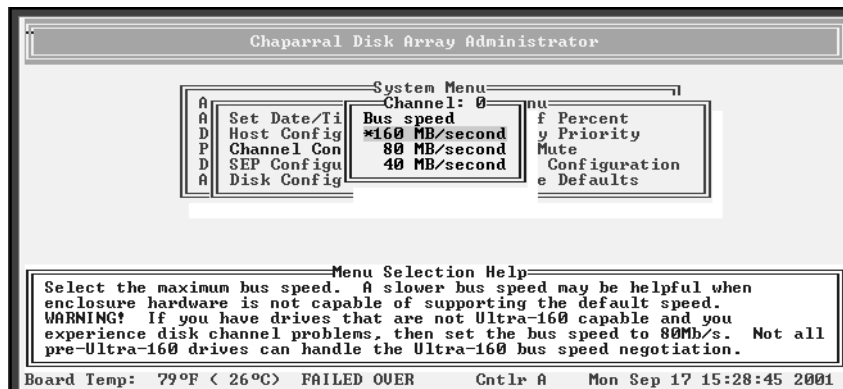 Chaparral Disk Array Administrator
System Menu
A Channel: 0 nu
A Set Date/Ti Bus speed f Percent
D Host Config *160 MB/second y Priority
P Channel Con 80 MB/second Mute
D SEP Configu 40 MB/second Configuration
A Disk Config e Defaults
Menu Selection Help
Select the maximum bus speed. A slower bus speed may be helpful when
enclosure hardware is not capable of supporting the default speed.
WARNING! If you have drives that are not Ultra-160 capable and you
experience disk channel problems, then set the bus speed to 80Mb/s. Not all
pre-Ultra-160 drives can handle the Ultra-160 bus speed negotiation.
Board Temp: 79ºF ( 26ºC) FAILED OVER Cntlr A Mon Sep 17 15:28:45 2001